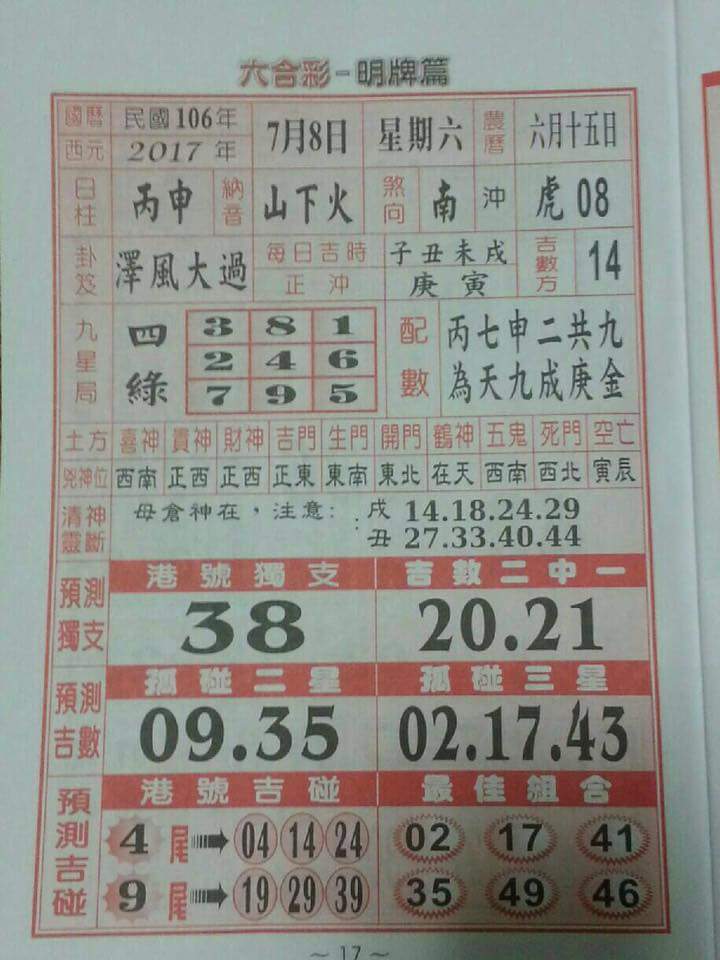 六合彩-明牌篇
國曆 民國106年 7月8日 星期六 農曆 六月十五日
西元 2017年
日柱 丙申 納音 山下火 煞向 南 沖 虎08
卦笈 澤風大過 每日吉時 子丑未戌 吉數方 14
正沖 庚寅
九星局 四綠 3 8 1 配數 丙七申二共九
2 4 6 為天九成庚金
7 9 5
土方 喜神 貴神 財神 吉門 生門 開門 鶴神 五鬼 死門 空亡
兇神位 西南 正西 正西 正東 東南 東北 在天 西南 西北 寅辰
清神靈斷 母倉神在,注意: : 戌 14.18.24.29
丑 27.33.40.44
預測獨支 港號獨支 吉數二中一
38 20.21
預測吉數 孤碰二星 孤碰三星
09.35 02.17.43
預測吉碰 港號吉碰 最佳組合
4尾 04 14 24 02 17 41
9尾 19 29 39 35 49 46
~ 17 ~